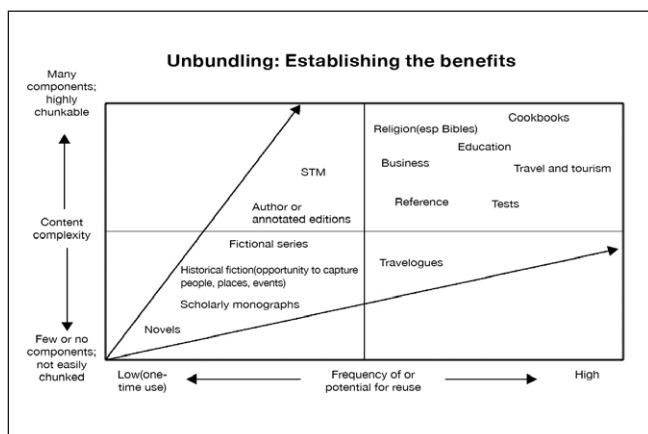 Unbundling: Establishing the benefits
Many
components;
highly
chunkable
Content
complexity
Few or no
components;
not easily
chunked
Cookbooks
Religion(esp Bibles)
Education
Business
Travel and tourism
STM
Reference
Tests
Author or
annotated editions
Fictional series
Travelogues
Historical fiction(opportunity to capture
people, places, events)
Scholarly monographs
Novels
Low(one-
time use)
Frequency of or
potential for reuse
High